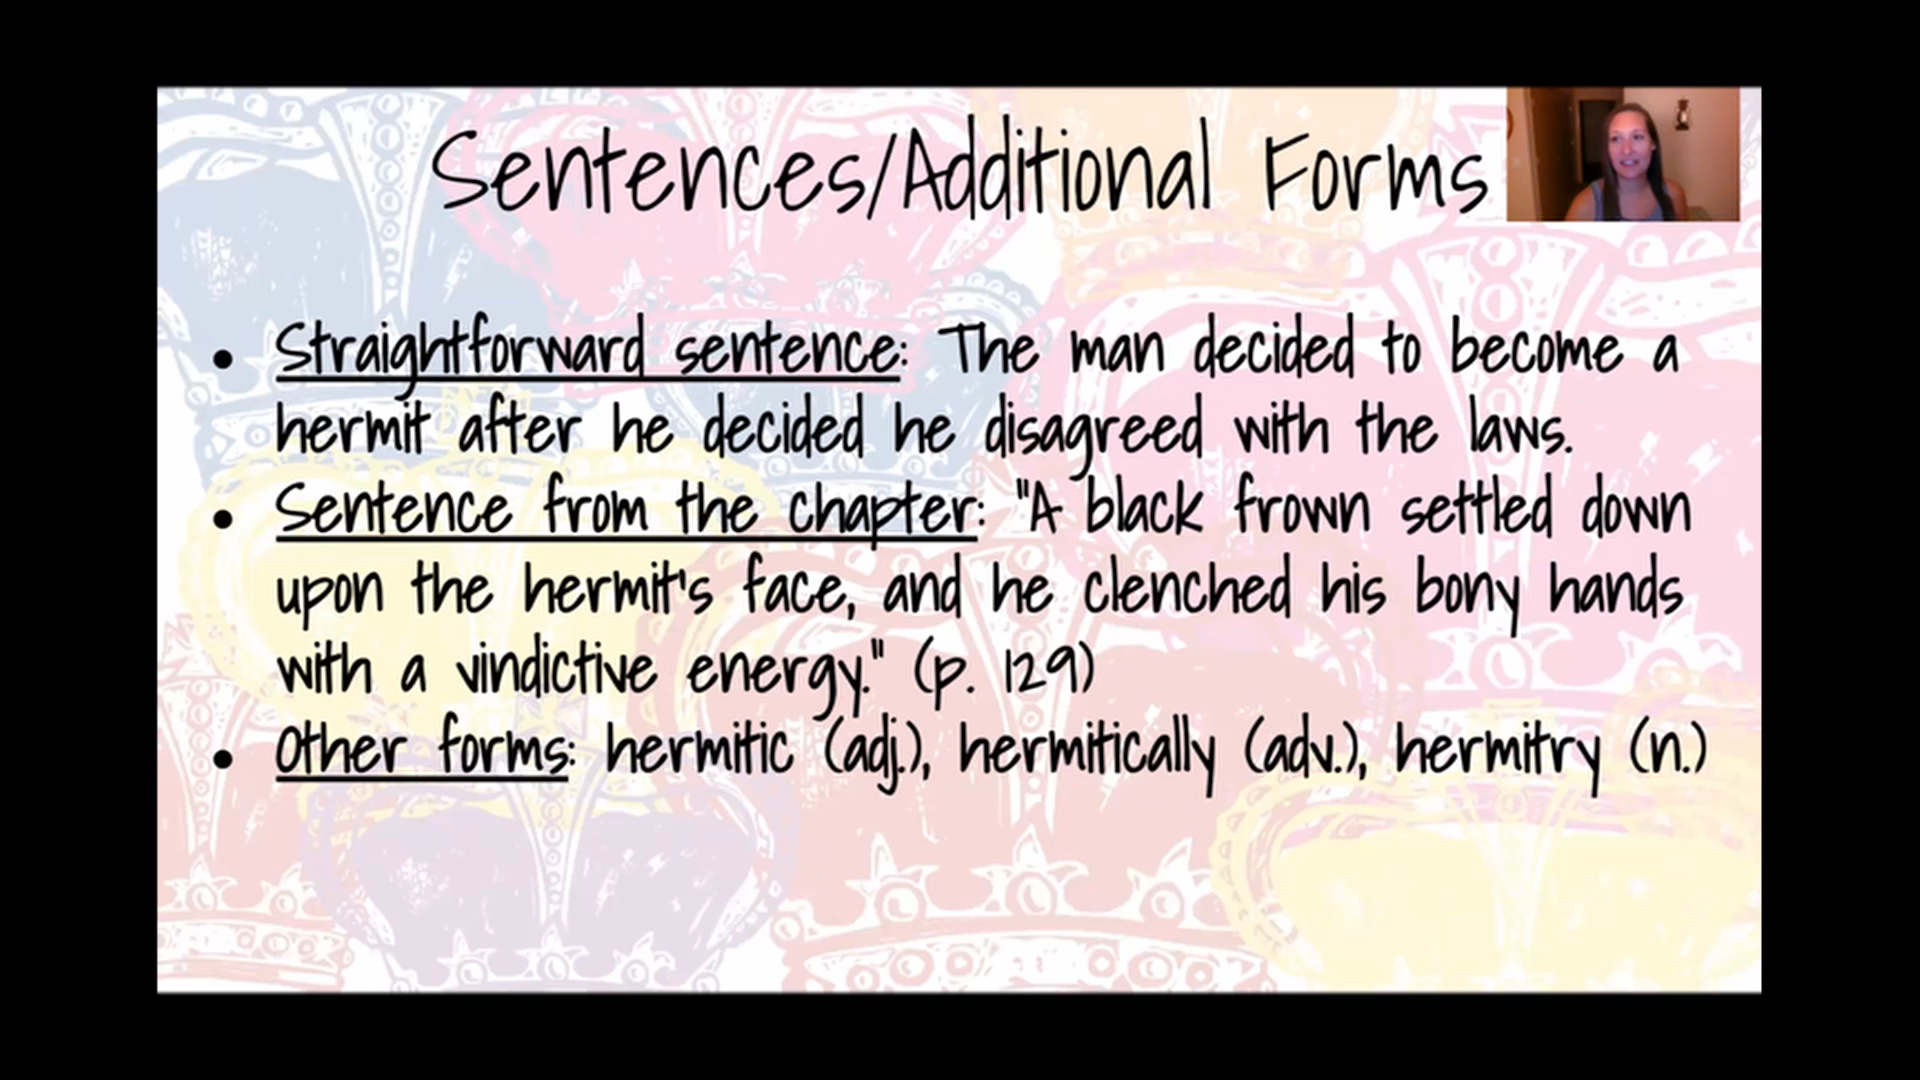 Sentences/Additional Forms
• Straightforward sentence: The man decided to become a
hermit after he decided he disagreed with the laws.
• Sentence from the chapter: "A black frown settled down
upon the hermit's face, and he clenched his bony hands
with a vindictive energy." (p. 129)
• Other forms: hermitic (adj.), hermitically (adv.), hermitry (n.)